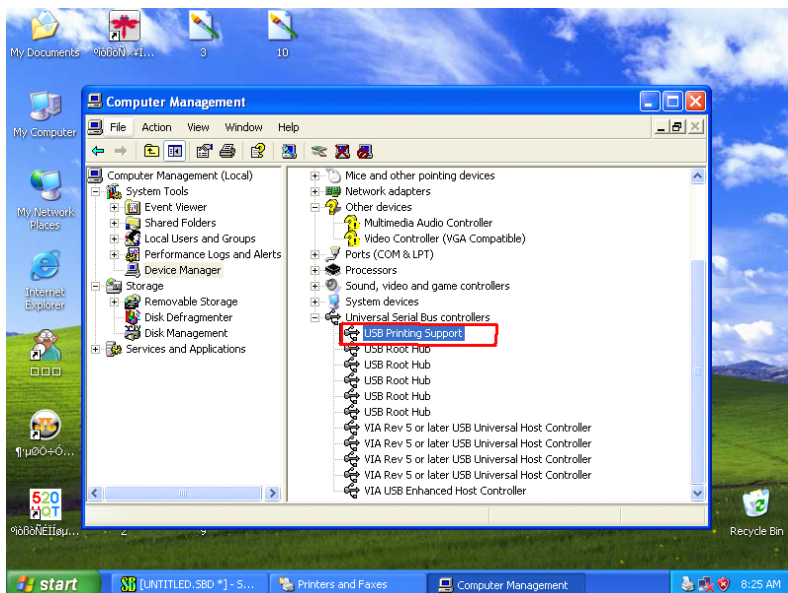 My Documents
3
10
My Computer
My Network
Places
Internet
Explorer
520
QT
2
9
Recycle Bin
Computer Management
File Action View Window Help
Computer Management (Local)
System Tools
Event Viewer
Shared Folders
Local Users and Groups
Performance Logs and Alerts
Device Manager
Storage
Removable Storage
Disk Defragmenter
Disk Management
Services and Applications
Mice and other pointing devices
Network adapters
Other devices
Multimedia Audio Controller
Video Controller (VGA Compatible)
Ports (COM & LPT)
Processors
Sound, video and game controllers
System devices
Universal Serial Bus controllers
USB Printing Support
USB Root Hub
USB Root Hub
USB Root Hub
USB Root Hub
USB Root Hub
VIA Rev 5 or later USB Universal Host Controller
VIA Rev 5 or later USB Universal Host Controller
VIA Rev 5 or later USB Universal Host Controller
VIA Rev 5 or later USB Universal Host Controller
VIA USB Enhanced Host Controller
start
[UNTITLED.SBD *] - S...
Printers and Faxes
Computer Management
8:25 AM